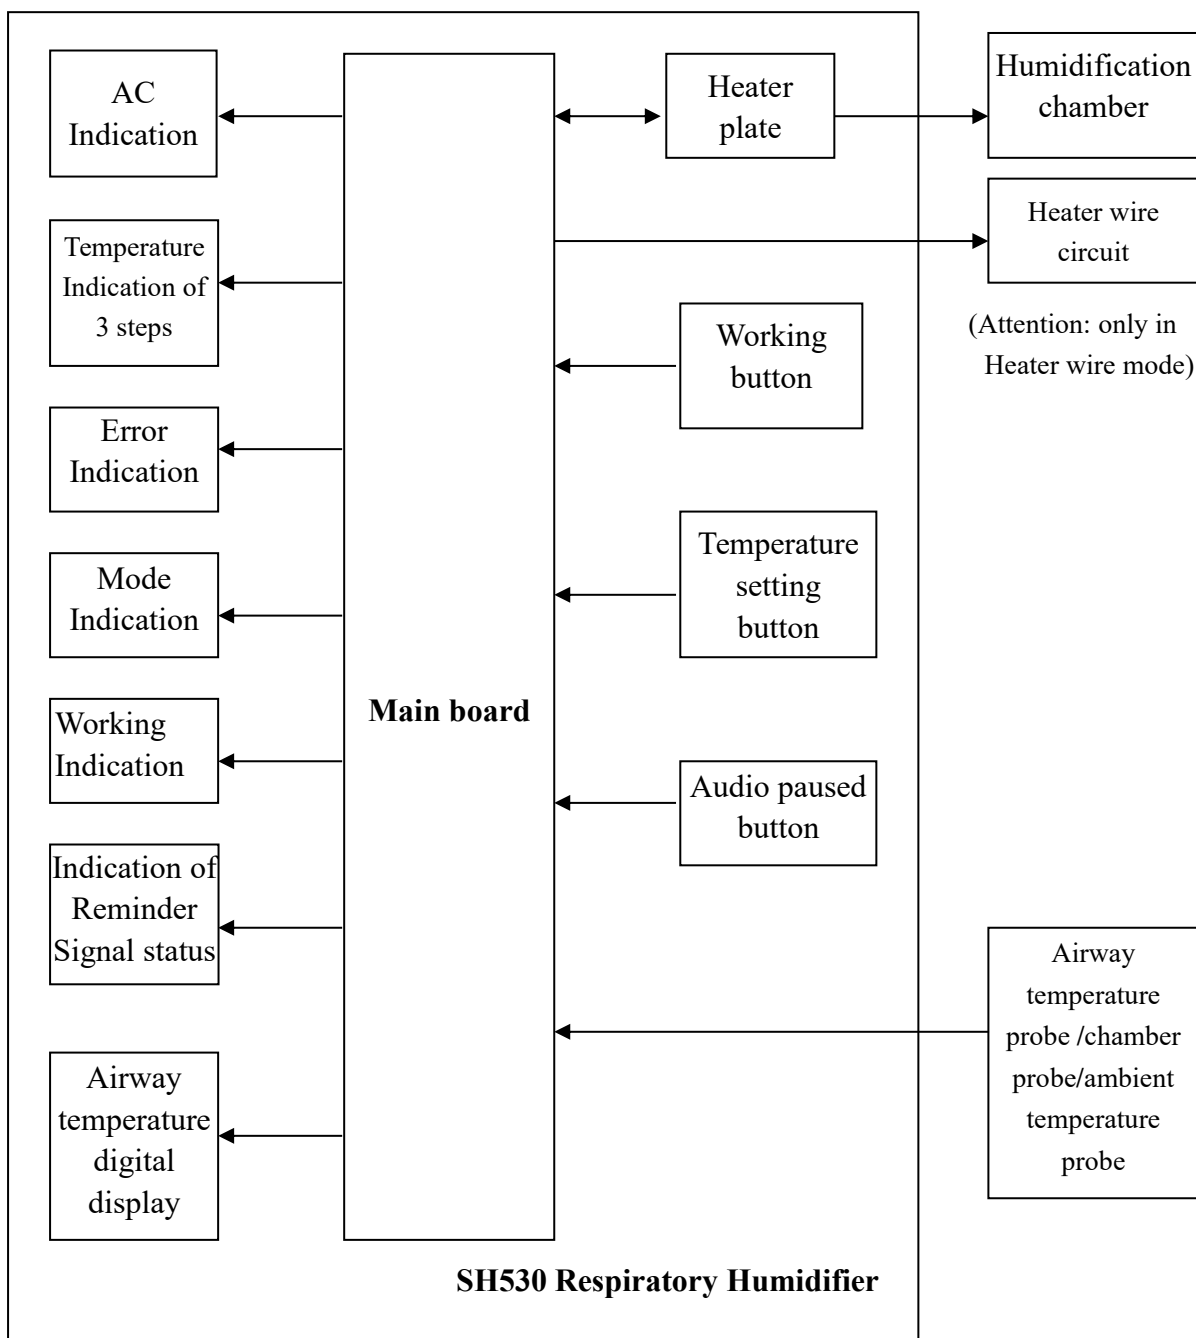 AC
Indication
Temperature
Indication of
3 steps
Error
Indication
Mode
Indication
Working
Indication
Indication of
Reminder
Signal status
Airway
temperature
digital
display
Main board
Heater
plate
Working
button
Temperature
setting
button
Audio paused
button
Humidification
chamber
Heater wire
circuit
(Attention: only in
Heater wire mode)
Airway
temperature
probe /chamber
probe/ambient
temperature
probe
SH530 Respiratory Humidifier